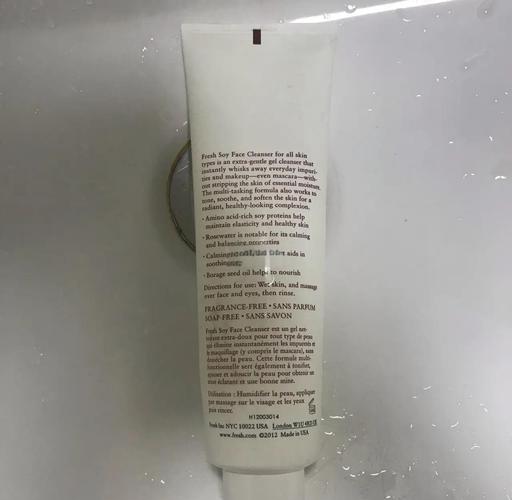 Fresh Soy Face Cleanser for all skin
types is an extra-gentle gel cleanser that
instantly whisks away everyday impuri-
ties and makeup—even mascara—with-
out stripping the skin of essential moisture.
The multi-tasking formula also works to
tone, soothe, and soften the skin for a
radiant, healthy-looking complexion.
• Amino acid-rich soy proteins help
maintain elasticity and healthy skin
• Rosewater is notable for its calming
and balancing properties
• Calming aids in
soothing
• Borage seed oil helps to nourish
Directions for use: Wet skin, and massage
over face and eyes, then rinse.
FRAGRANCE-FREE • SANS PARFUM
SOAP-FREE • SANS SAVON
Fresh Soy Face Cleanser est un gel net-
toyant extra-doux pour tout type de peau
qui élimine instantanément les impuretés et
le maquillage (y compris le mascara), sans
dessécher la peau. Cette formule multi-
fonctionnelle sert également à tonifier,
apaiser et adoucir la peau pour obtenir un
teint éclatant et une bonne mine.
Utilisation : Humidifier la peau, appliquer
par massage sur le visage et les yeux
puis rincer.
H12003014
Fresh Inc NYC 10022 USA London W1U
www.fresh.com ©2012 Made in USA